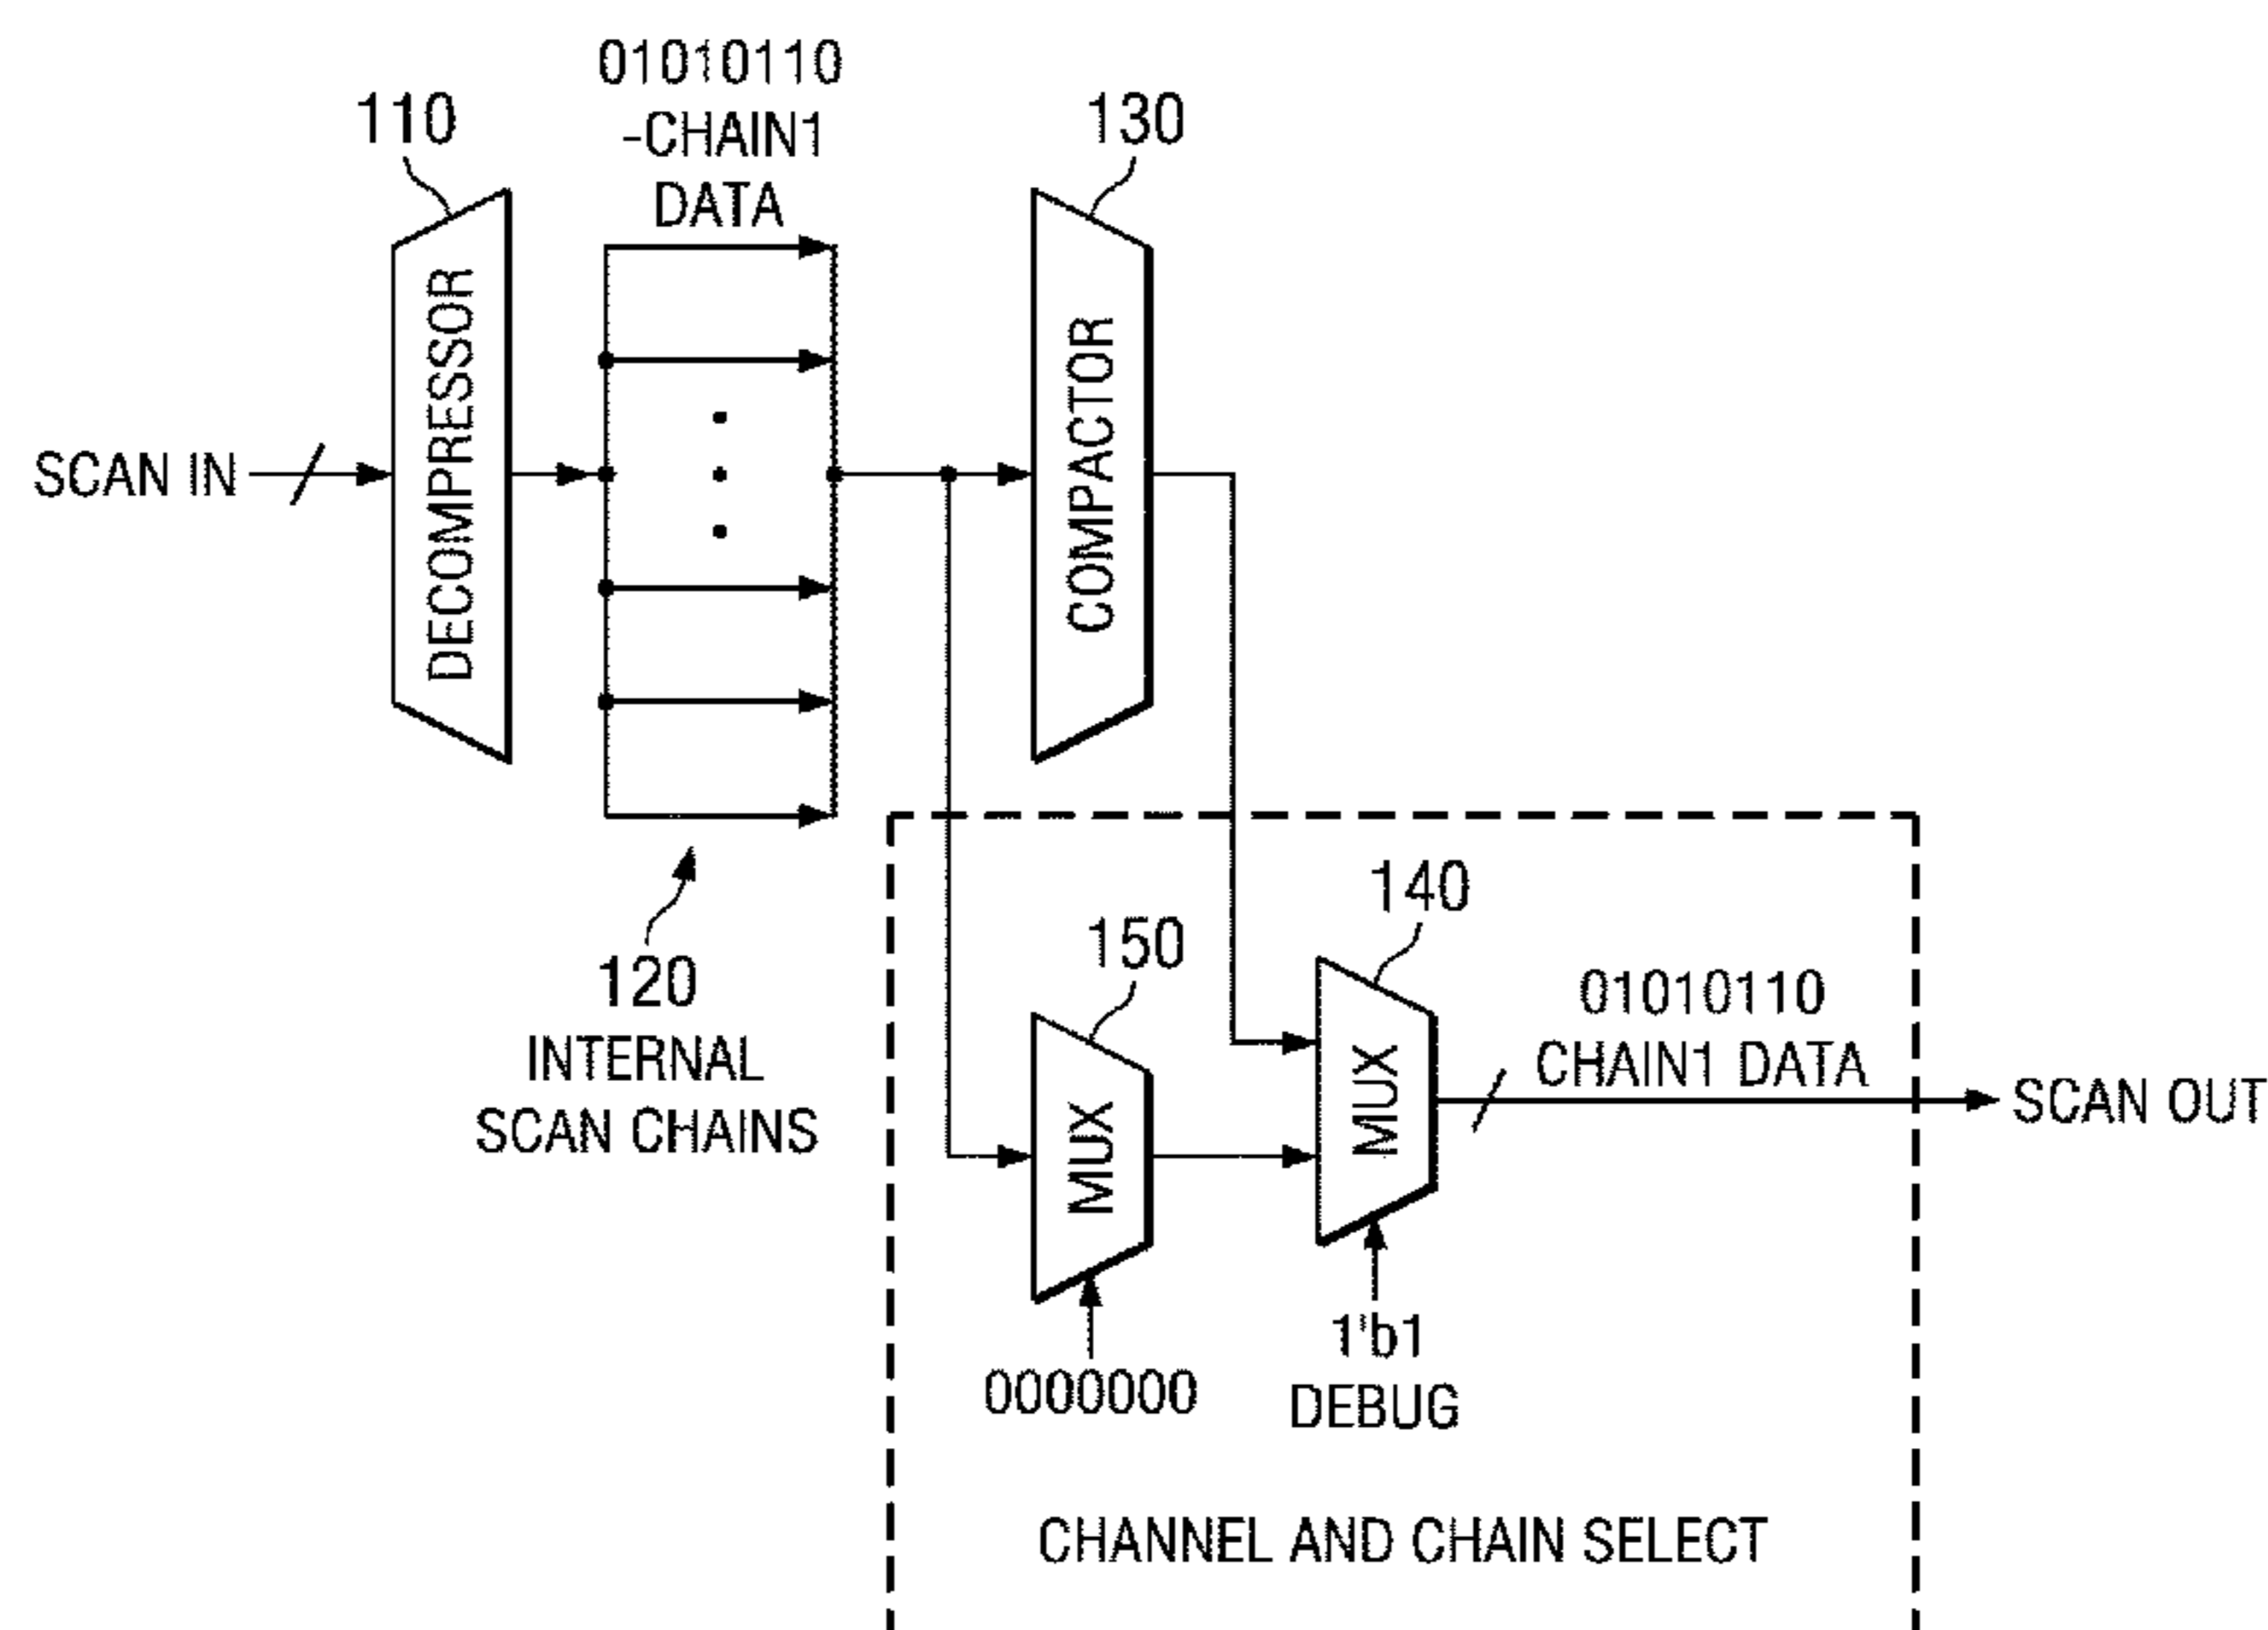 01010110
-CHAIN1
DATA
110
130
DECOMPRESSOR
COMPACTOR
SCAN IN
120
INTERNAL
SCAN CHAINS
150
140
MUX
MUX
01010110
CHAIN1 DATA
SCAN OUT
0000000
1'b1
DEBUG
CHANNEL AND CHAIN SELECT